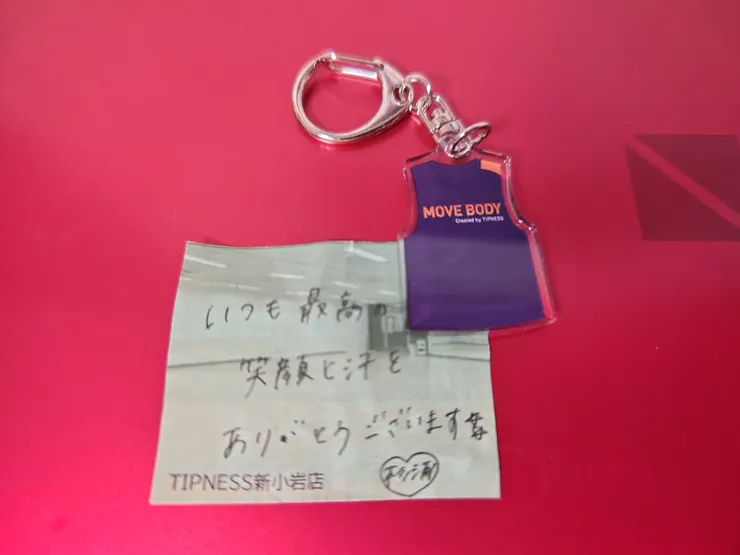 MOVE BODY
Created by TIPNESS
いつも最高の
笑顔と汗を
ありがとうございます
TIPNESS新小岩店